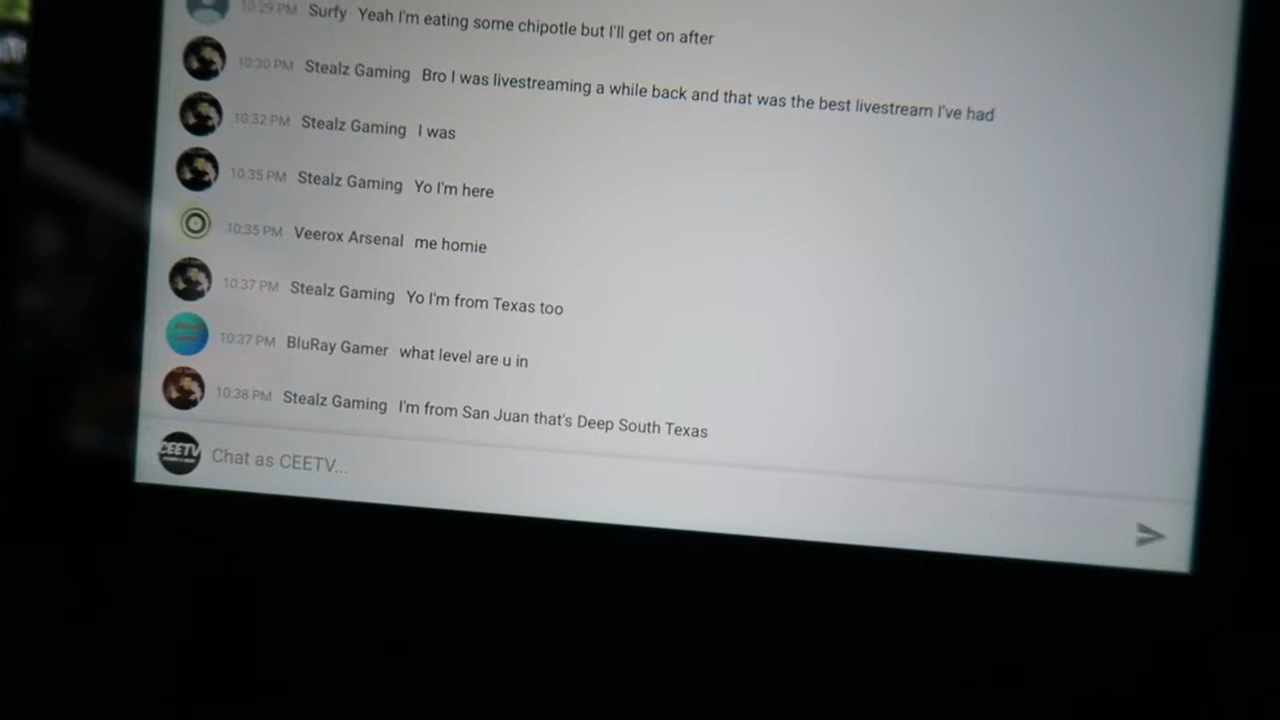 10:29 PM Surfy Yeah I'm eating some chipotle but I'll get on after
10:30 PM Stealz Gaming Bro I was livestreaming a while back and that was the best livestream I've had
10:32 PM Stealz Gaming I was
10:35 PM Stealz Gaming Yo I'm here
10:35 PM Veerox Arsenal me homie
10:37 PM Stealz Gaming Yo I'm from Texas too
10:37 PM BluRay Gamer what level are u in
10:38 PM Stealz Gaming I'm from San Juan that's Deep South Texas
CEETV Chat as CEETV...